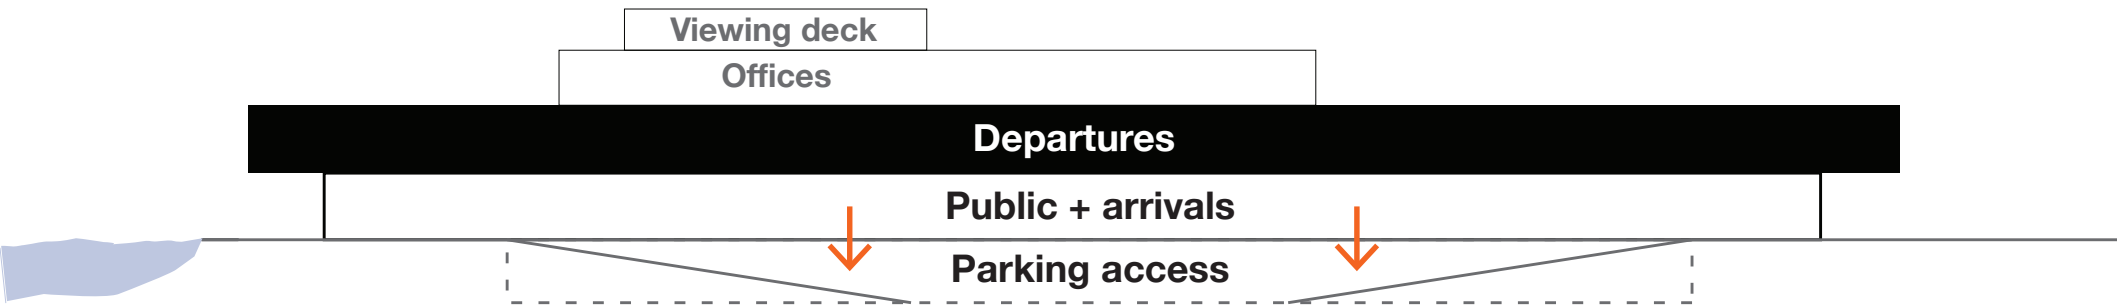 Viewing deck
Offices
Departures
Public + arrivals
Parking access